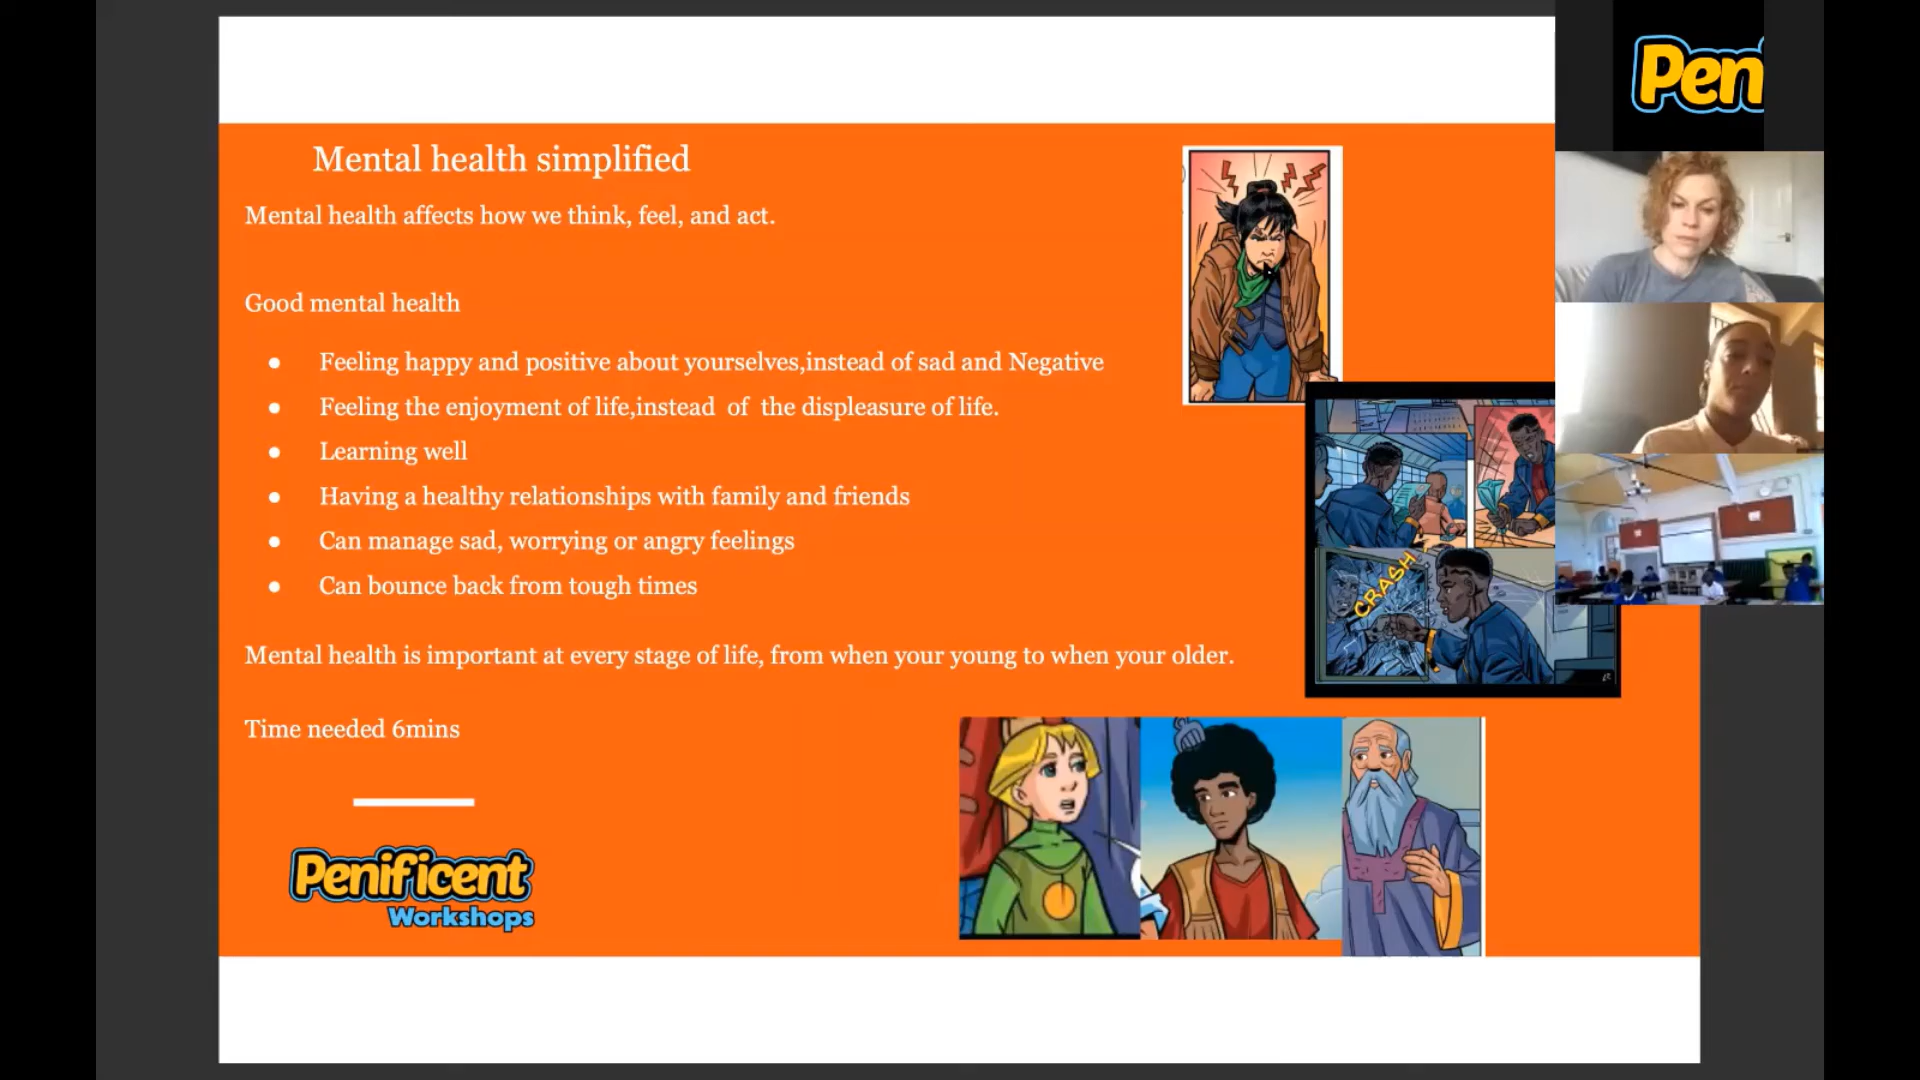 Mental health simplified
Mental health affects how we think, feel, and act.
Good mental health
● Feeling happy and positive about yourselves,instead of sad and Negative
● Feeling the enjoyment of life,instead of the displeasure of life.
● Learning well
● Having a healthy relationships with family and friends
● Can manage sad, worrying or angry feelings
● Can bounce back from tough times
Mental health is important at every stage of life, from when your young to when your older.
Time needed 6mins
Penificent
Workshops
CRASH
Pen